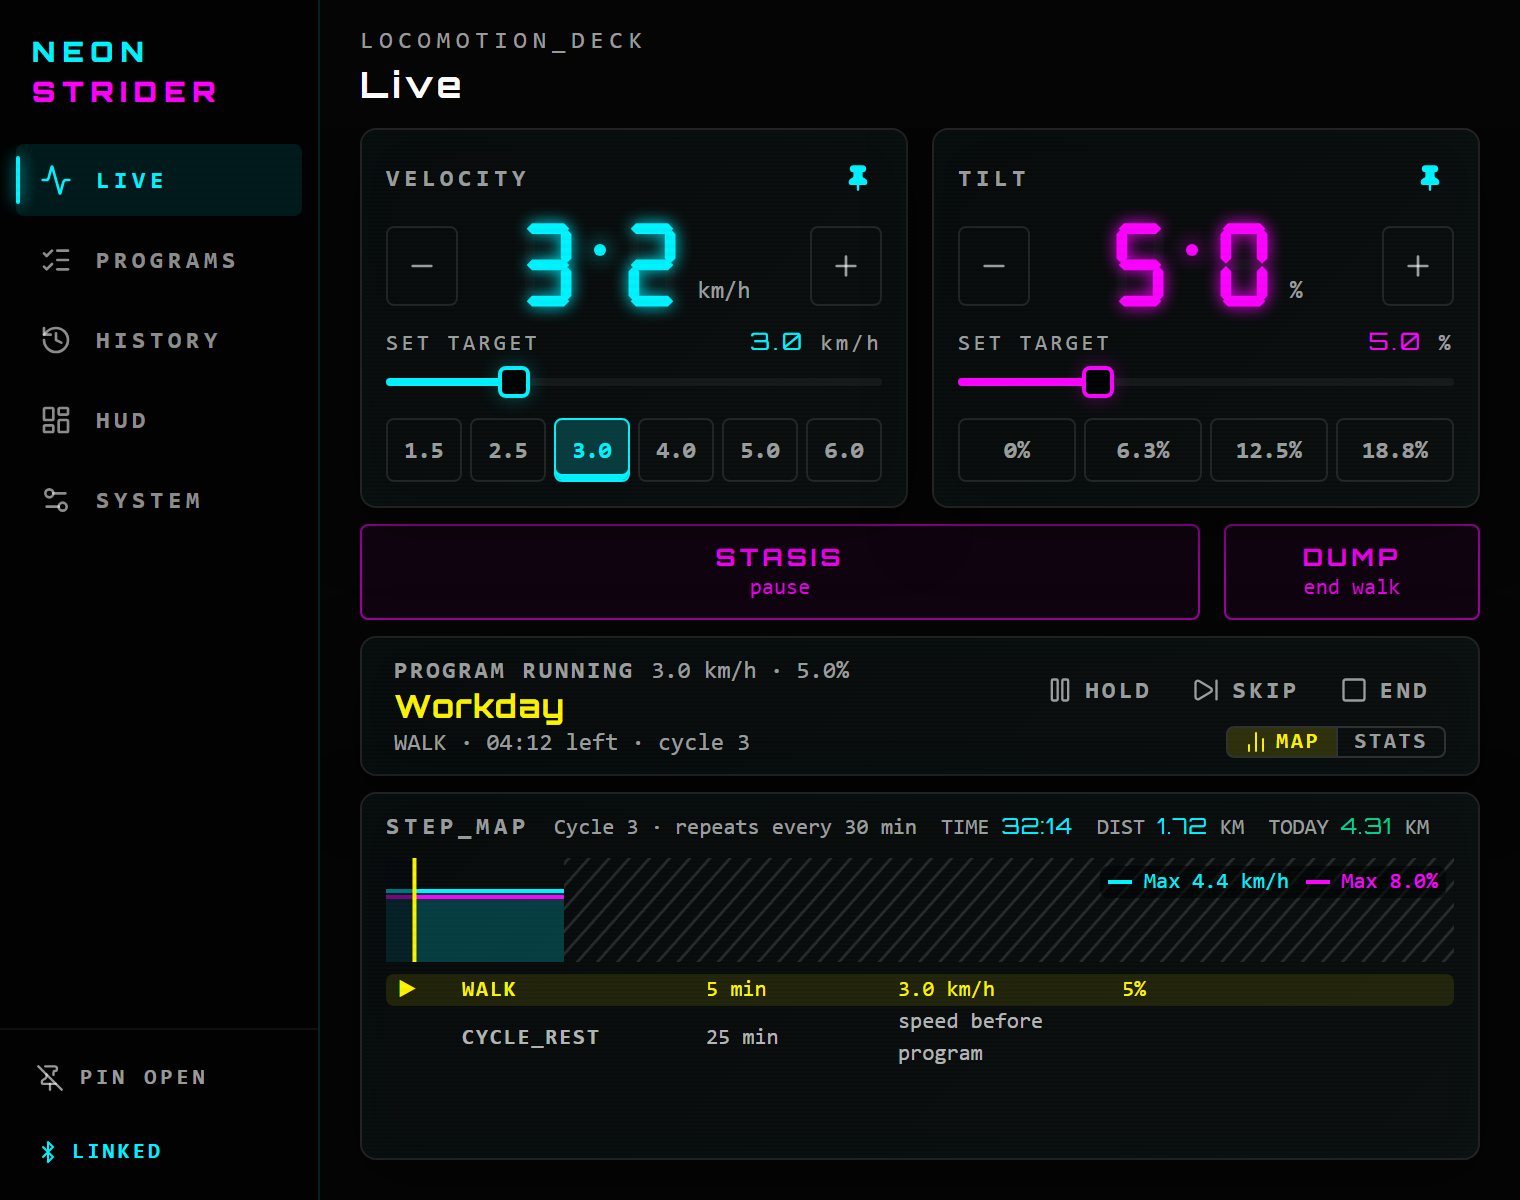 NEON
STRIDER
LIVE
PROGRAMS
HISTORY
HUD
SYSTEM
PIN OPEN
LINKED
LOCOMOTION_DECK
Live
VELOCITY
3.2 km/h
SET TARGET 3.0 km/h
1.5 2.5 3.0 4.0 5.0 6.0
TILT
5.0 %
SET TARGET 5.0 %
0% 6.3% 12.5% 18.8%
STASIS
pause
DUMP
end walk
PROGRAM RUNNING 3.0 km/h · 5.0%
Workday
WALK · 04:12 left · cycle 3
HOLD SKIP END
MAP STATS
STEP_MAP Cycle 3 · repeats every 30 min TIME 32:14 DIST 1.72 KM TODAY 4.31 KM
Max 4.4 km/h Max 8.0%
WALK 5 min 3.0 km/h 5%
CYCLE_REST 25 min speed before
program